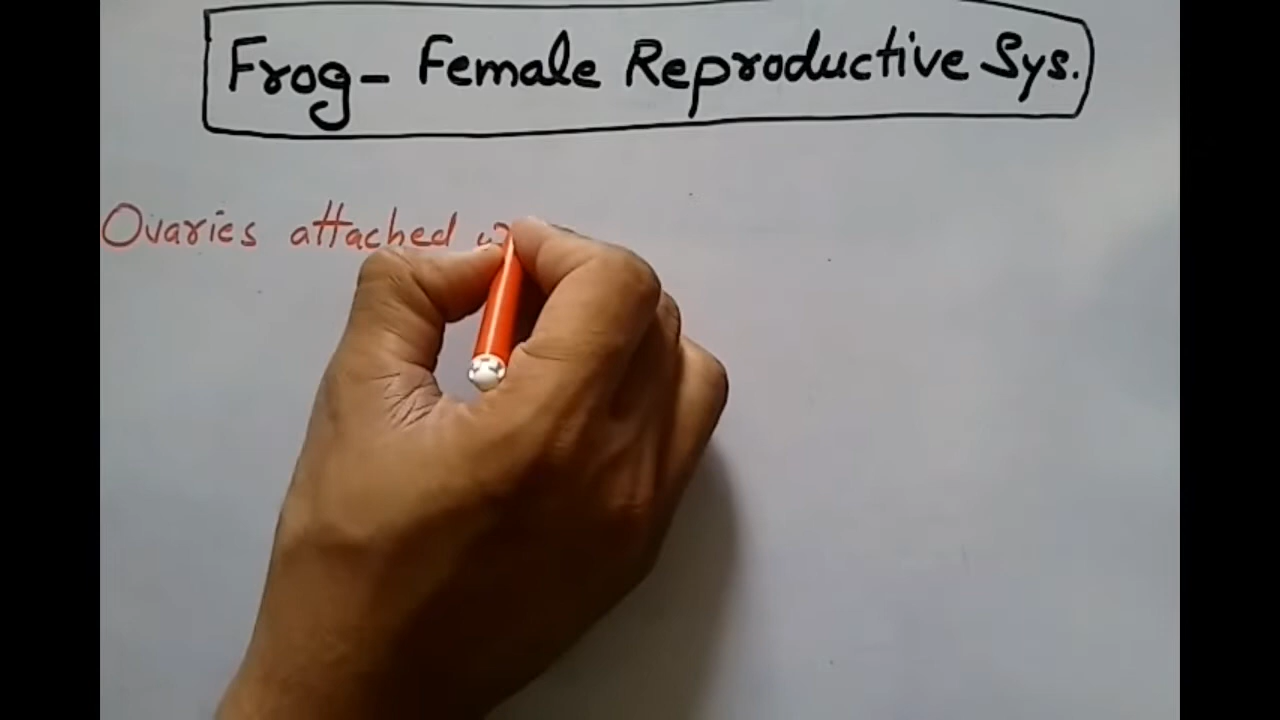 Frog - Female Reproductive Sys.
Ovaries attached